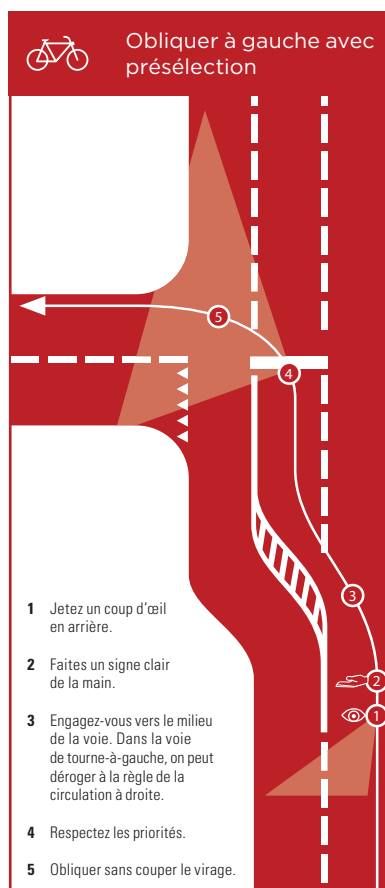 Obliquer à gauche avec
présélection
5
4
3
2
1
1 Jetez un coup d’œil
en arrière.
2 Faites un signe clair
de la main.
3 Engagez-vous vers le milieu
de la voie. Dans la voie
de tourne-à-gauche, on peut
déroger à la règle de la
circulation à droite.
4 Respectez les priorités.
5 Obliquer sans couper le virage.